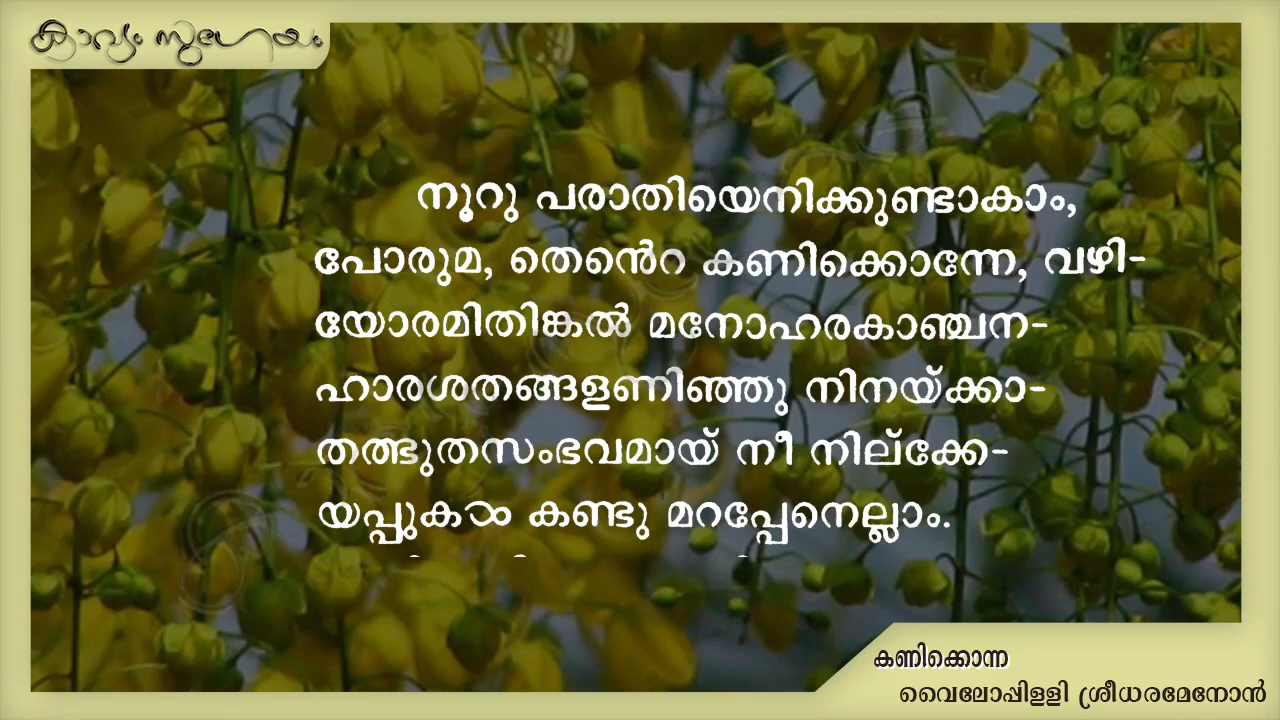 കാവ്യം സുഗേയം
നൂറു പരാതിയെനിക്കുണ്ടാകാം,
പോരുമ, തെൻെറ കണിക്കൊന്നേ, വഴി-
യോരമിതിങ്കൽ മനോഹരകാഞ്ചന-
ഹാരശതങ്ങളണിഞ്ഞു നിനയ്ക്കാ-
തത്ഭുതസംഭവമായ് നീ നില്ക്കേ-
യപ്പുകൾ കണ്ടു മറപ്പേനെല്ലാം.
കണിക്കൊന്ന
വൈലോപ്പിള്ളി ശ്രീധരമേനോൻ